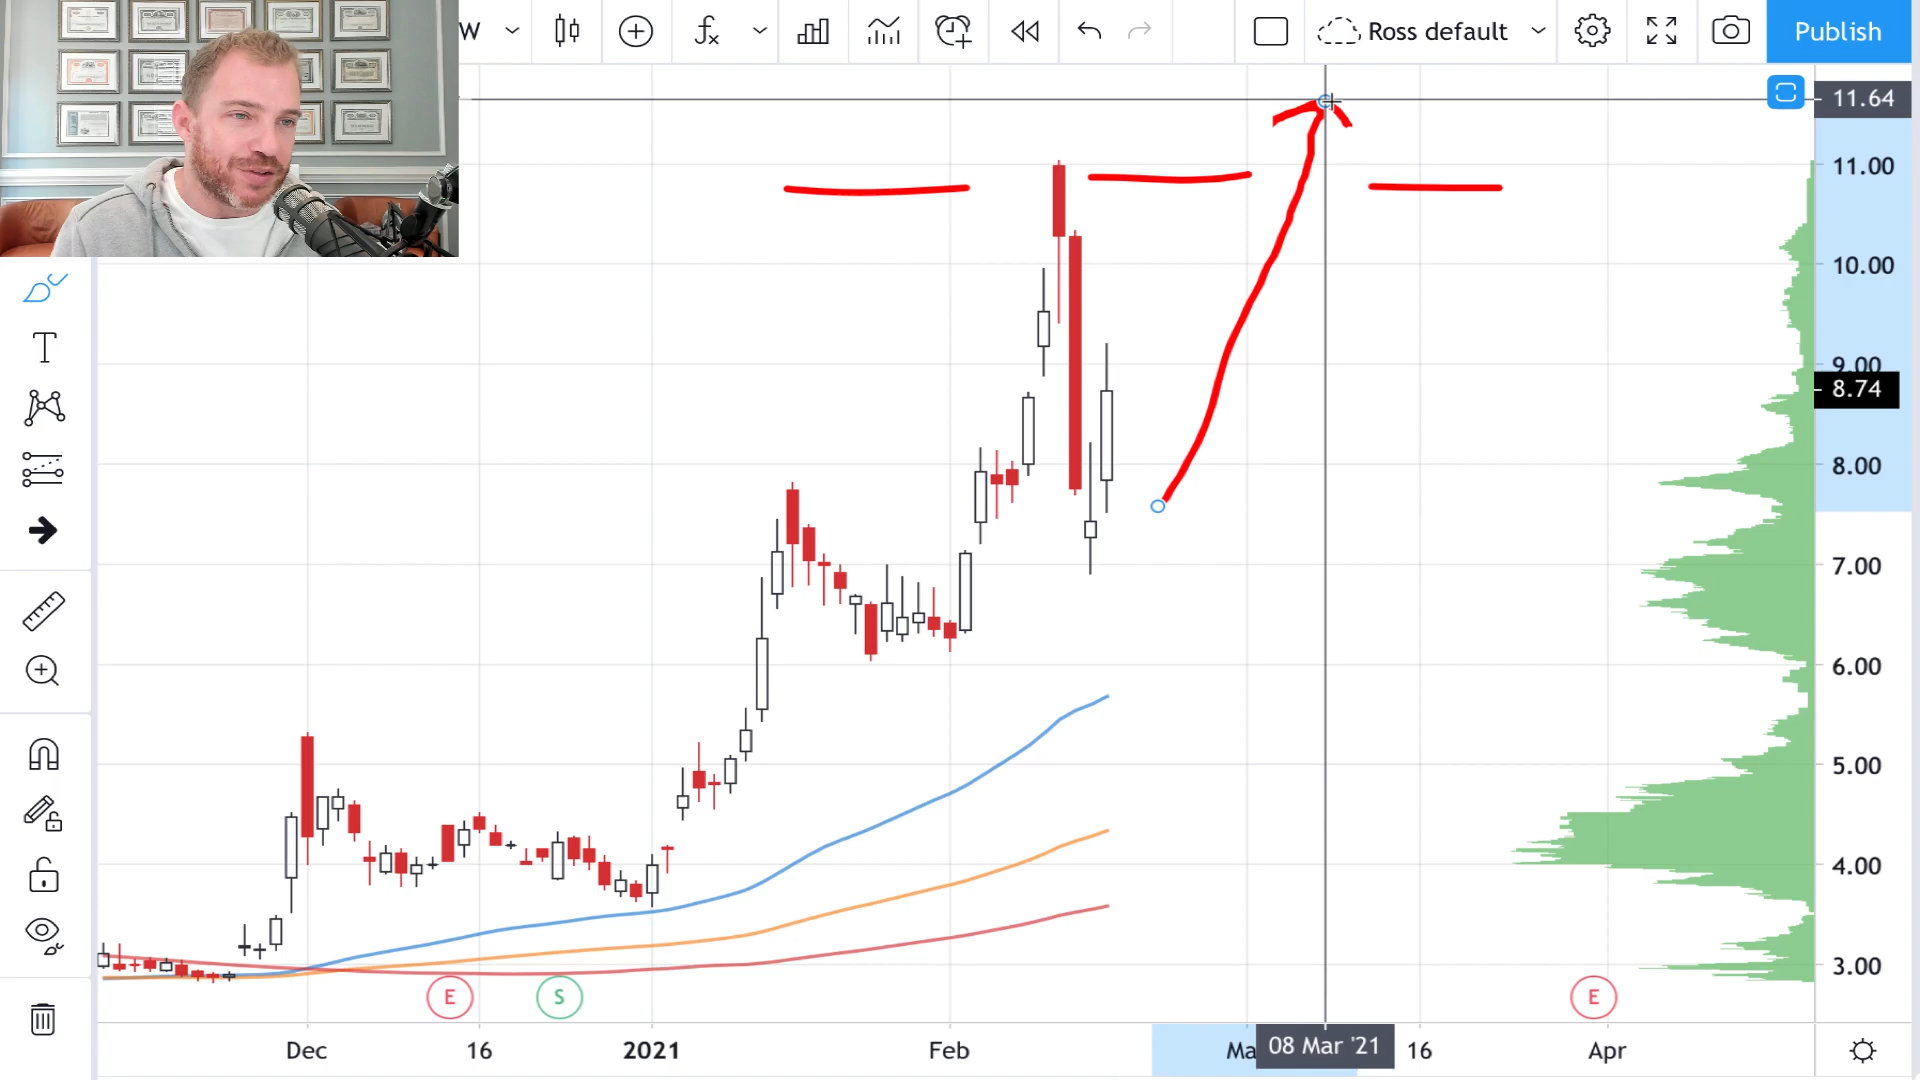 W
fx
Ross default
Publish
11.64
11.00
10.00
9.00
8.74
8.00
7.00
6.00
5.00
4.00
3.00
T
E
S
E
Dec
16
2021
Feb
Ma
08 Mar '21
16
Apr